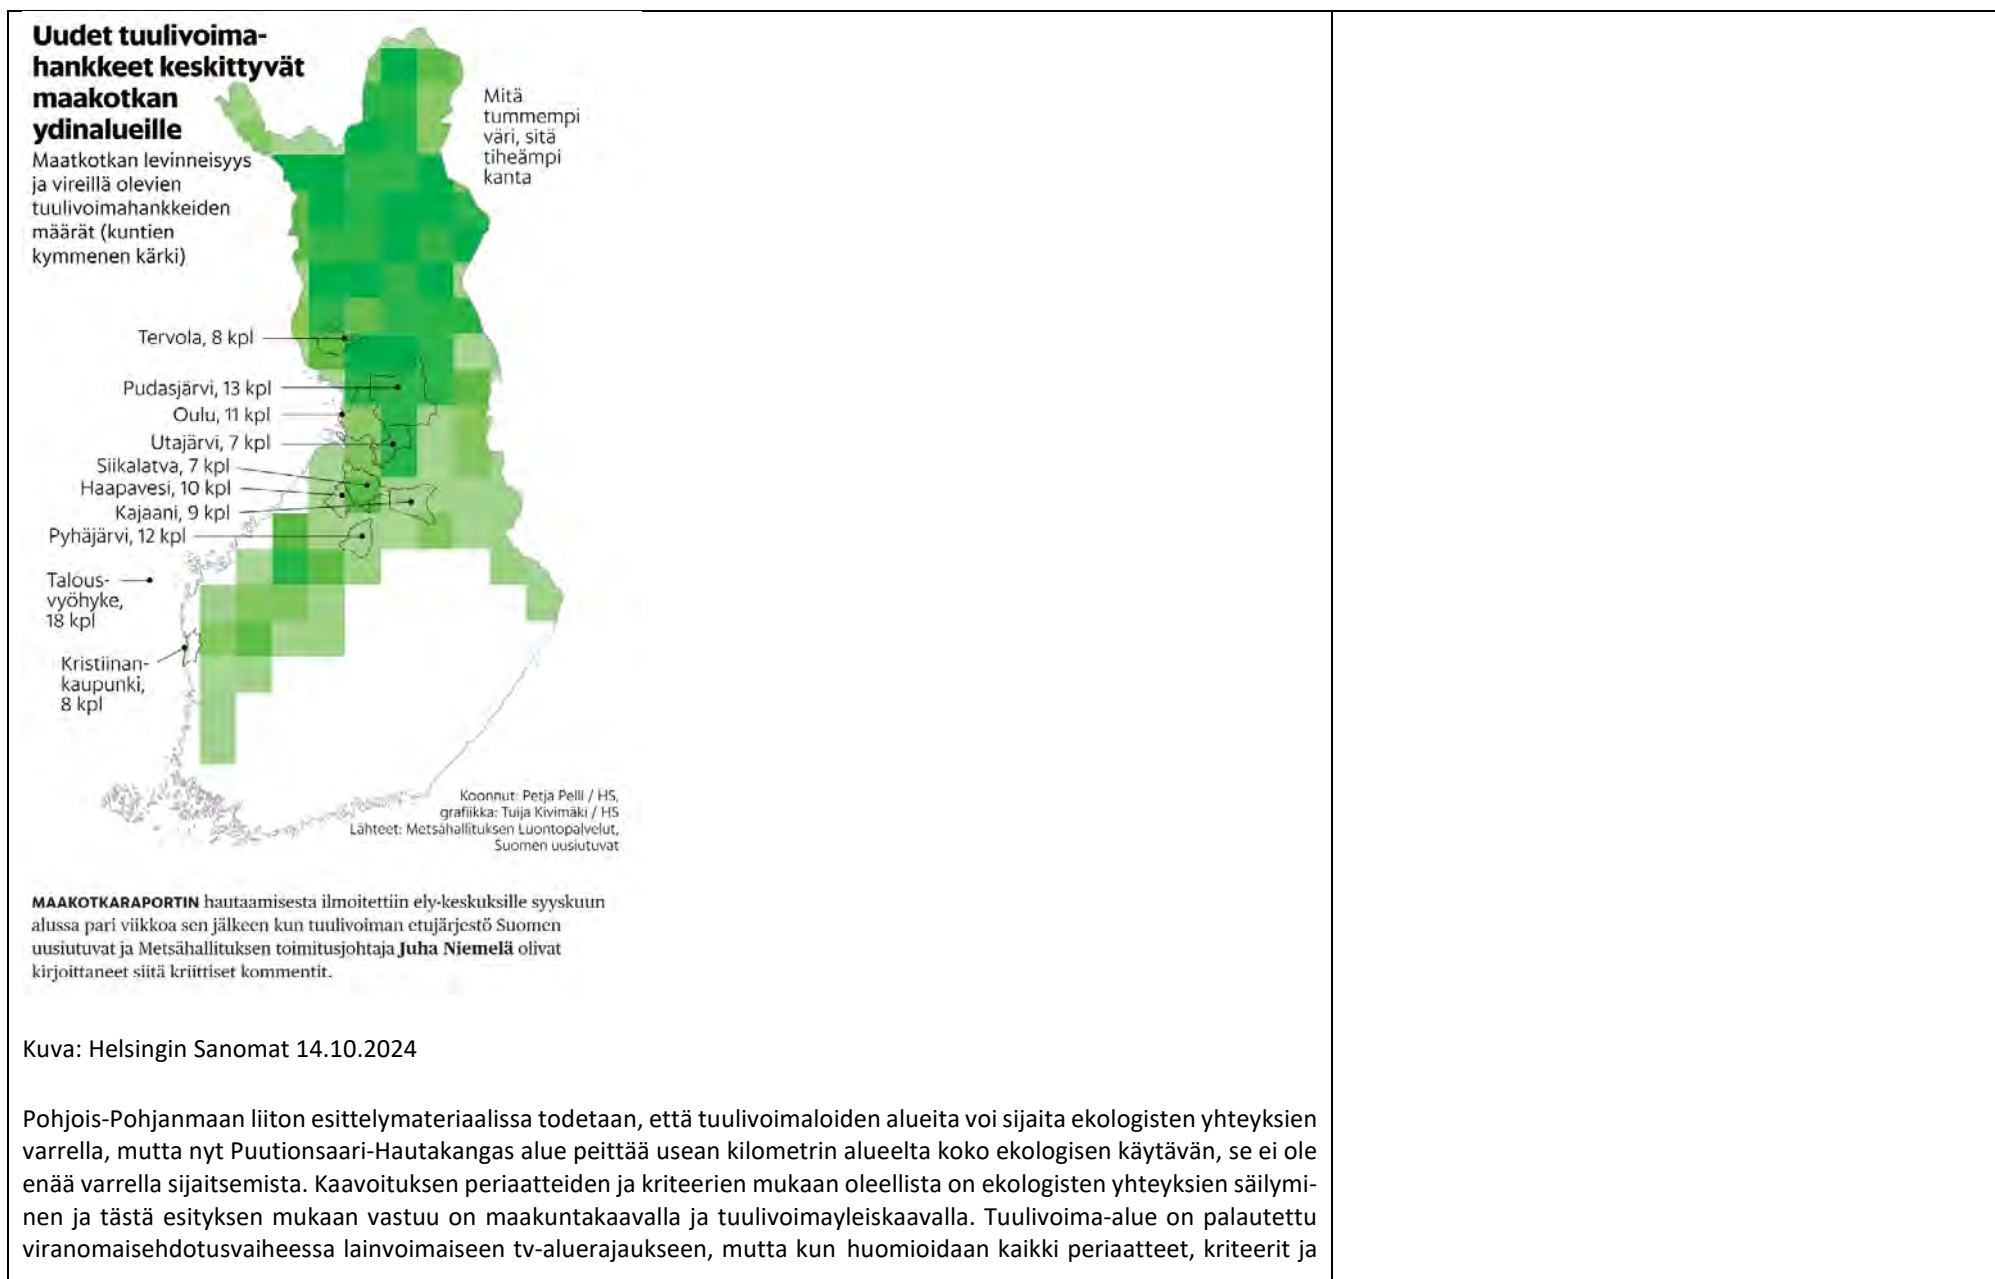 Uudet tuulivoima-
hankkeet keskittyvät
maakotkan
ydinalueille
Maatkotkan levinneisyys
ja vireillä olevien
tuulivoimahankkeiden
määrät (kuntien
kymmenen kärki)
Mitä
tummempi
väri, sitä
tiheämpi
kanta
Tervola, 8 kpl
Pudasjärvi, 13 kpl
Oulu, 11 kpl
Utajärvi, 7 kpl
Siikalatva, 7 kpl
Haapavesi, 10 kpl
Kajaani, 9 kpl
Pyhäjärvi, 12 kpl
Talous-
vyöhyke,
18 kpl
Kristiinan-
kaupunki,
8 kpl
Koonnut: Petja Pelli / HS,
grafiikka: Tuija Kivimäki / HS
Lähteet: Metsähallituksen Luontopalvelut,
Suomen uusiutuvat
MAAKOTKARAPORTIN hautaamisesta ilmoitettiin ely-keskuksille syyskuun
alussa pari viikkoa sen jälkeen kun tuulivoiman etujärjestö Suomen
uusiutuvat ja Metsähallituksen toimitusjohtaja Juha Niemelä olivat
kirjoittaneet siitä kriittiset kommentit.
Kuva: Helsingin Sanomat 14.10.2024
Pohjois-Pohjanmaan liiton esittelymateriaalissa todetaan, että tuulivoimaloiden alueita voi sijaita ekologisten yhteyksien
varrella, mutta nyt Puutionsaari-Hautakangas alue peittää usean kilometrin alueelta koko ekologisen käytävän, se ei ole
enää varrella sijaitsemista. Kaavoituksen periaatteiden ja kriteerien mukaan oleellista on ekologisten yhteyksien säilymi-
nen ja tästä esityksen mukaan vastuu on maakuntakaavalla ja tuulivoimayleiskaavalla. Tuulivoima-alue on palautettu
viranomaisehdotusvaiheessa lainvoimaiseen tv-aluerajaukseen, mutta kun huomioidaan kaikki periaatteet, kriteerit ja